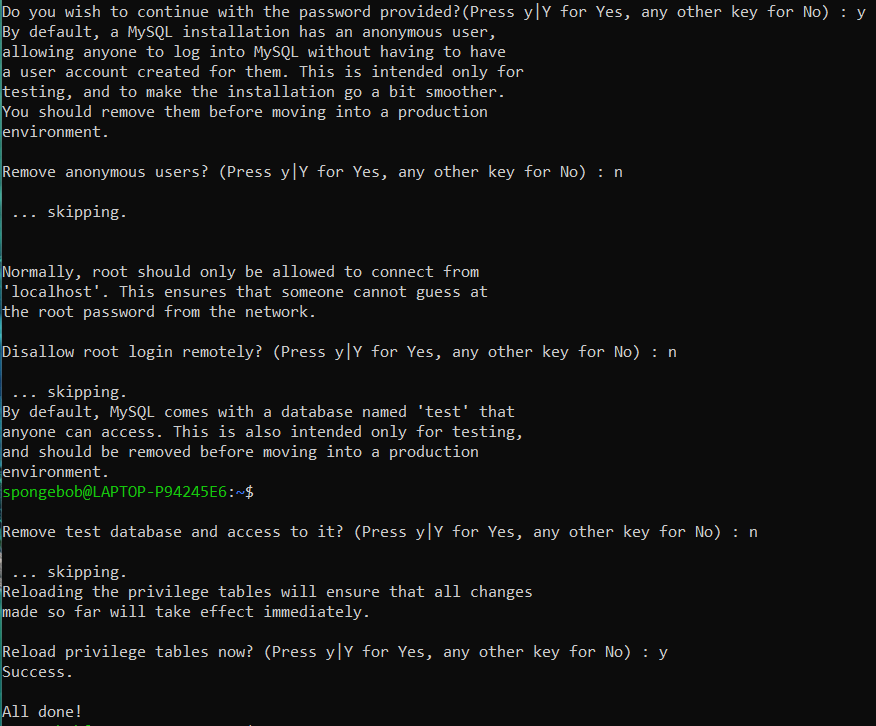 Do you wish to continue with the password provided?(Press y|Y for Yes, any other key for No) : y
By default, a MySQL installation has an anonymous user,
allowing anyone to log into MySQL without having to have
a user account created for them. This is intended only for
testing, and to make the installation go a bit smoother.
You should remove them before moving into a production
environment.
Remove anonymous users? (Press y|Y for Yes, any other key for No) : n
... skipping.
Normally, root should only be allowed to connect from
'localhost'. This ensures that someone cannot guess at
the root password from the network.
Disallow root login remotely? (Press y|Y for Yes, any other key for No) : n
... skipping.
By default, MySQL comes with a database named 'test' that
anyone can access. This is also intended only for testing,
and should be removed before moving into a production
environment.
spongebob@LAPTOP-P94245E6:~$
Remove test database and access to it? (Press y|Y for Yes, any other key for No) : n
... skipping.
Reloading the privilege tables will ensure that all changes
made so far will take effect immediately.
Reload privilege tables now? (Press y|Y for Yes, any other key for No) : y
Success.
All done!